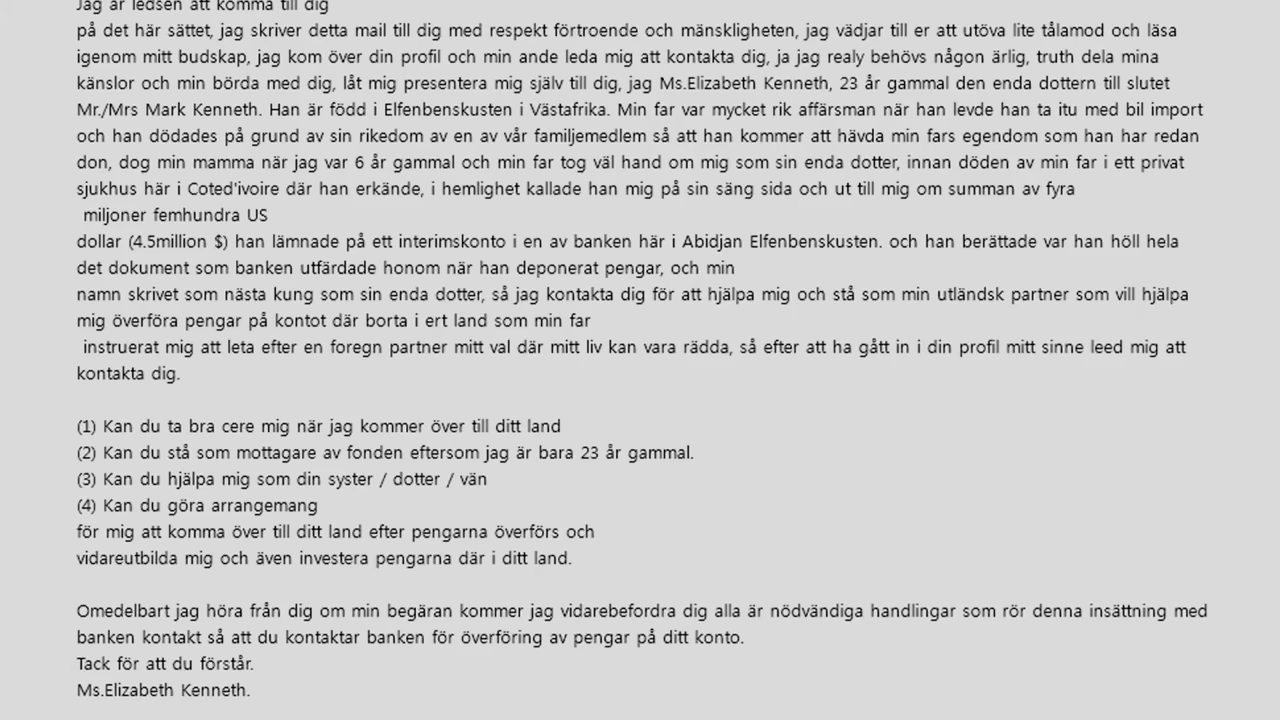 Jag är ledsen att komma till dig
på det här sättet, jag skriver detta mail till dig med respekt förtroende och mänskligheten, jag vädjar till er att utöva lite tålamod och läsa
igenom mitt budskap, jag kom över din profil och min ande leda mig att kontakta dig, ja jag realy behövs någon ärlig, truth dela mina
känslor och min börda med dig, låt mig presentera mig själv till dig, jag Ms.Elizabeth Kenneth, 23 år gammal den enda dottern till slutet
Mr./Mrs Mark Kenneth. Han är född i Elfenbenskusten i Västafrika. Min far var mycket rik affärsman när han levde han ta itu med bil import
och han dödades på grund av sin rikedom av en av vår familjemedlem så att han kommer att hävda min fars egendom som han har redan
don, dog min mamma när jag var 6 år gammal och min far tog väl hand om mig som sin enda dotter, innan döden av min far i ett privat
sjukhus här i Coted'ivoire där han erkände, i hemlighet kallade han mig på sin säng sida och ut till mig om summan av fyra
miljoner femhundra US
dollar (4.5million $) han lämnade på ett interimskonto i en av banken här i Abidjan Elfenbenskusten. och han berättade var han höll hela
det dokument som banken utfärdade honom när han deponerat pengar, och min
namn skrivet som nästa kung som sin enda dotter, så jag kontakta dig för att hjälpa mig och stå som min utländsk partner som vill hjälpa
mig överföra pengar på kontot där borta i ert land som min far
instruerat mig att leta efter en foregn partner mitt val där mitt liv kan vara rädda, så efter att ha gått in i din profil mitt sinne leed mig att
kontakta dig.
(1) Kan du ta bra cere mig när jag kommer över till ditt land
(2) Kan du stå som mottagare av fonden eftersom jag är bara 23 år gammal.
(3) Kan du hjälpa mig som din syster / dotter / vän
(4) Kan du göra arrangemang
för mig att komma över till ditt land efter pengarna överförs och
vidareutbilda mig och även investera pengarna där i ditt land.
Omedelbart jag höra från dig om min begäran kommer jag vidarebefordra dig alla är nödvändiga handlingar som rör denna insättning med
banken kontakt så att du kontaktar banken för överföring av pengar på ditt konto.
Tack för att du förstår.
Ms.Elizabeth Kenneth.